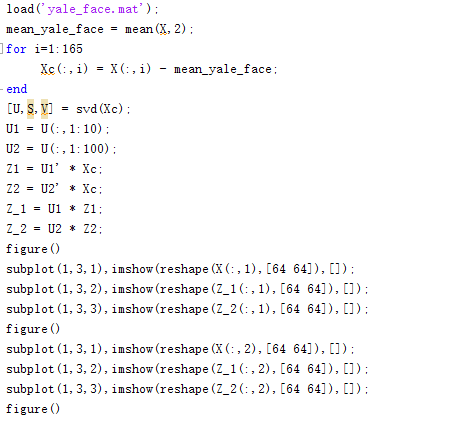 load('yale_face.mat');
mean_yale_face = mean(X,2);
for i=1:165
Xc(:,i) = X(:,i) - mean_yale_face;
end
[U,S,V] = svd(Xc);
U1 = U(:,1:10);
U2 = U(:,1:100);
Z1 = U1' * Xc;
Z2 = U2' * Xc;
Z_1 = U1 * Z1;
Z_2 = U2 * Z2;
figure()
subplot(1,3,1),imshow(reshape(X(:,1),[64 64]),[]);
subplot(1,3,2),imshow(reshape(Z_1(:,1),[64 64]),[]);
subplot(1,3,3),imshow(reshape(Z_2(:,1),[64 64]),[]);
figure()
subplot(1,3,1),imshow(reshape(X(:,2),[64 64]),[]);
subplot(1,3,2),imshow(reshape(Z_1(:,2),[64 64]),[]);
subplot(1,3,3),imshow(reshape(Z_2(:,2),[64 64]),[]);
figure()